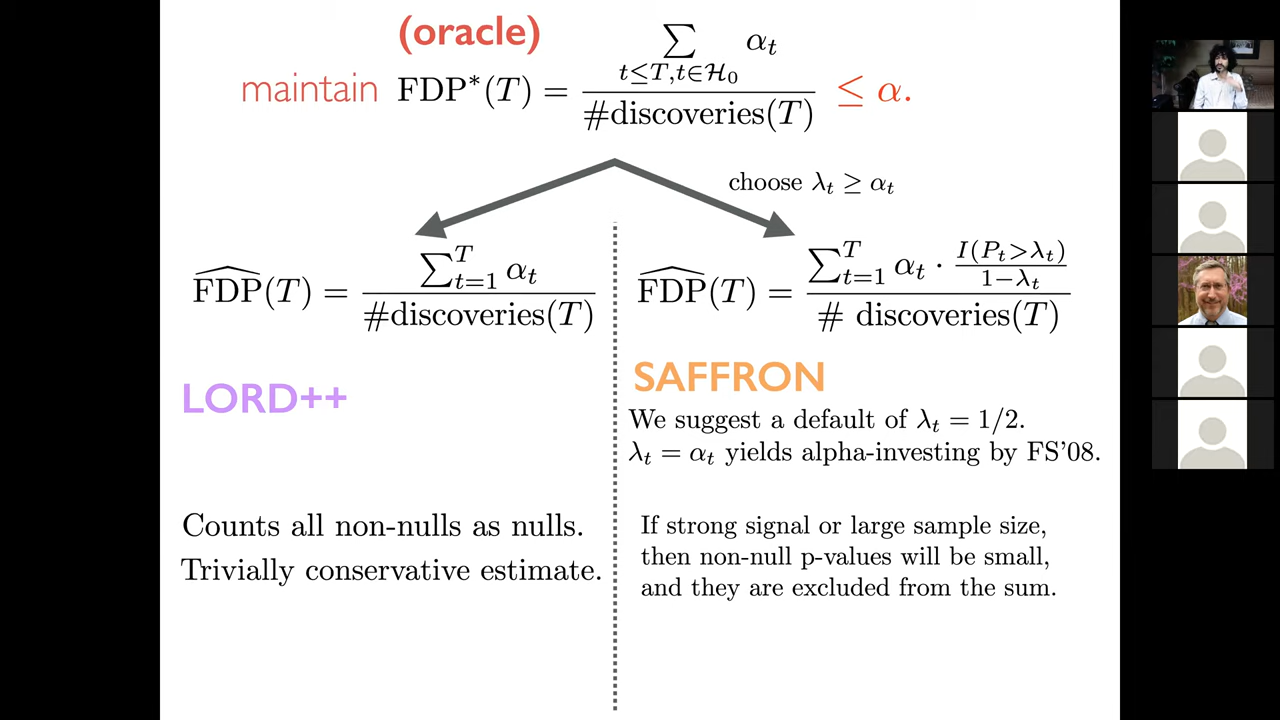 (oracle)
maintain FDP*(T) = ∑_{t≤T,t∈ℋ₀} α_t / #discoveries(T) ≤ α.
choose λ_t ≥ α_t
\widehat{FDP}(T) = ∑_{t=1}^{T} α_t / #discoveries(T)
\widehat{FDP}(T) = ∑_{t=1}^{T} α_t · I(P_t>λ_t)/(1−λ_t) / # discoveries(T)
LORD++
Counts all non-nulls as nulls.
Trivially conservative estimate.
SAFFRON
We suggest a default of λ_t = 1/2.
λ_t = α_t yields alpha-investing by FS'08.
If strong signal or large sample size,
then non-null p-values will be small,
and they are excluded from the sum.